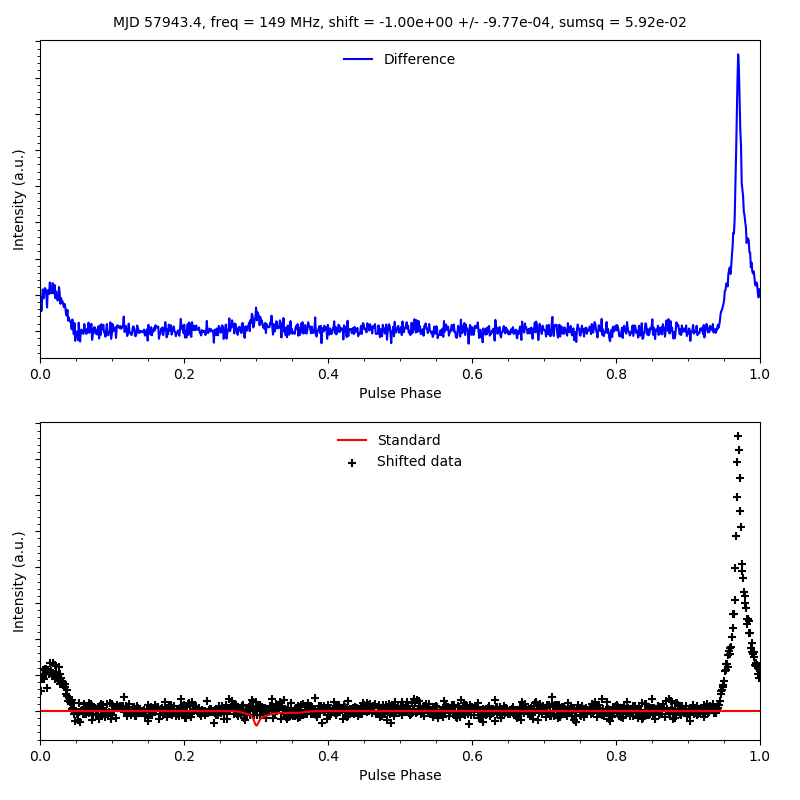 MJD 57943.4, freq = 149 MHz, shift = -1.00e+00 +/- -9.77e-04, sumsq = 5.92e-02
Difference
Intensity (a.u.)
0.0 0.2 0.4 0.6 0.8 1.0
Pulse Phase
Standard
Shifted data
Intensity (a.u.)
0.0 0.2 0.4 0.6 0.8 1.0
Pulse Phase